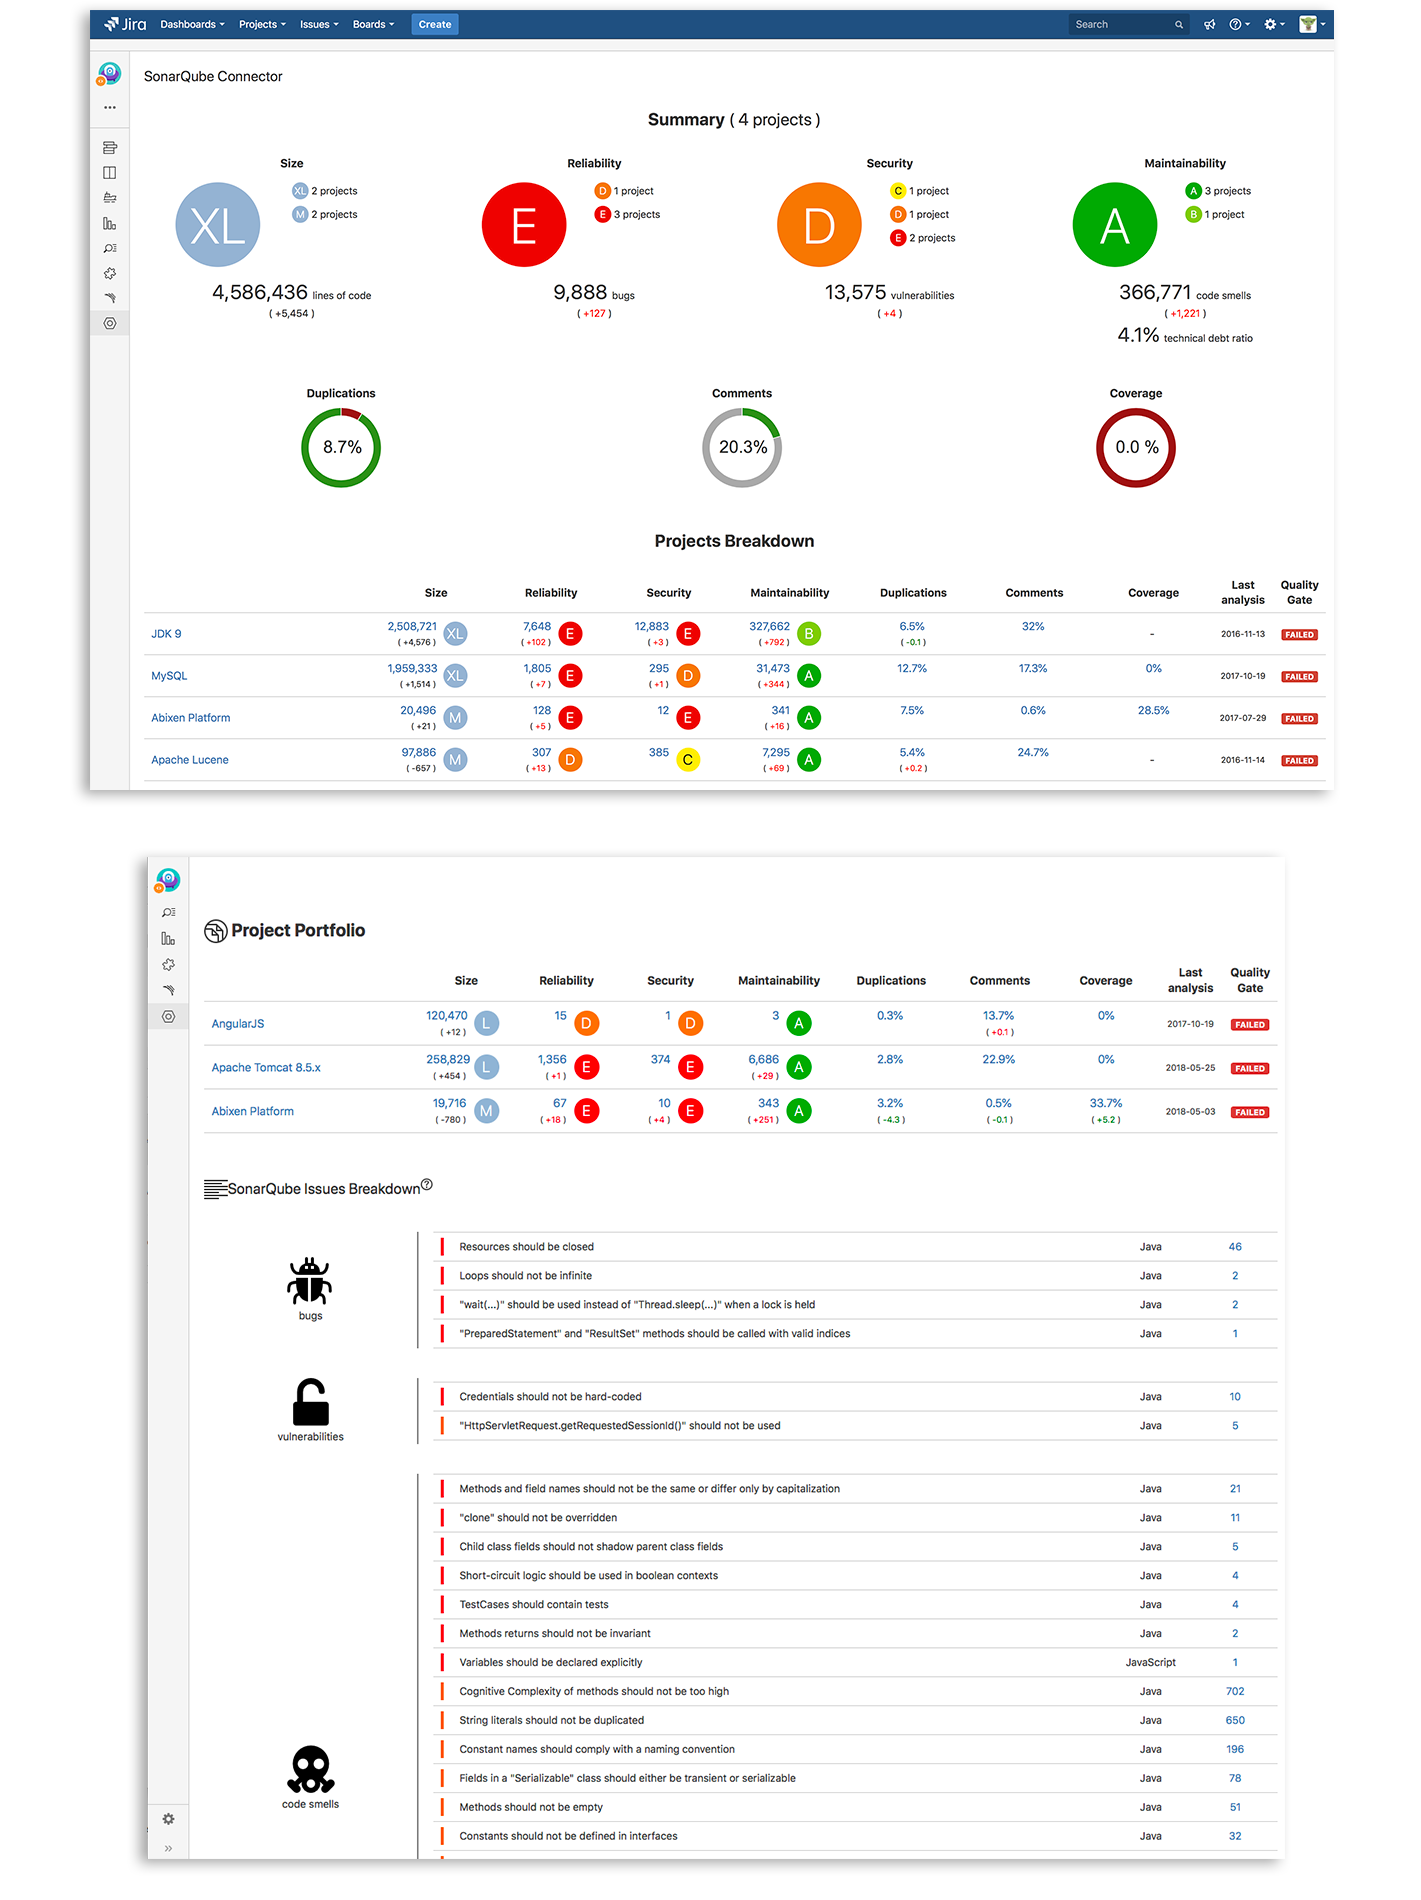 Jira Dashboards Projects Issues Boards Create Search
SonarQube Connector
Summary ( 4 projects )
Size Reliability Security Maintainability
XL XL 2 projects M 2 projects
E D 1 project E 3 projects
D C 1 project D 1 project E 2 projects
A A 3 projects B 1 project
4,586,436 lines of code 9,888 bugs 13,575 vulnerabilities 366,771 code smells
( +5,454 ) ( +127 ) ( +4 ) ( +1,221 )
4.1% technical debt ratio
Duplications Comments Coverage
8.7% 20.3% 0.0 %
Projects Breakdown
Size Reliability Security Maintainability Duplications Comments Coverage Last analysis Quality Gate
JDK 9 2,508,721 XL 7,648 E 12,883 E 327,662 B 6.5% 32% - 2016-11-13 FAILED
( +4,576 ) ( +102 ) ( +3 ) ( +792 ) ( -0.1 )
MySQL 1,959,333 XL 1,805 E 295 D 31,473 A 12.7% 17.3% 0% 2017-10-19 FAILED
( +1,514 ) ( +7 ) ( +1 ) ( +344 )
Abixen Platform 20,496 M 128 E 12 E 341 A 7.5% 0.6% 28.5% 2017-07-29 FAILED
( +21 ) ( +5 ) ( +16 )
Apache Lucene 97,886 M 307 D 385 C 7,295 A 5.4% 24.7% - 2016-11-14 FAILED
( -657 ) ( +13 ) ( +69 ) ( +0.2 )
Project Portfolio
Size Reliability Security Maintainability Duplications Comments Coverage Last analysis Quality Gate
AngularJS 120,470 L 15 D 1 D 3 A 0.3% 13.7% 0% 2017-10-19 FAILED
( +12 ) ( +0.1 )
Apache Tomcat 8.5.x 258,829 L 1,356 E 374 E 6,686 A 2.8% 22.9% 0% 2018-05-25 FAILED
( +454 ) ( +1 ) ( +29 )
Abixen Platform 19,716 M 67 E 10 E 343 A 3.2% 0.5% 33.7% 2018-05-03 FAILED
( -780 ) ( +18 ) ( +4 ) ( +251 ) ( -4.3 ) ( -0.1 ) ( +5.2 )
SonarQube Issues Breakdown
bugs
Resources should be closed Java 46
Loops should not be infinite Java 2
"wait(...)" should be used instead of "Thread.sleep(...)" when a lock is held Java 2
"PreparedStatement" and "ResultSet" methods should be called with valid indices Java 1
vulnerabilities
Credentials should not be hard-coded Java 10
"HttpServletRequest.getRequestedSessionId()" should not be used Java 5
code smells
Methods and field names should not be the same or differ only by capitalization Java 21
"clone" should not be overridden Java 11
Child class fields should not shadow parent class fields Java 5
Short-circuit logic should be used in boolean contexts Java 4
TestCases should contain tests Java 4
Methods returns should not be invariant Java 2
Variables should be declared explicitly JavaScript 1
Cognitive Complexity of methods should not be too high Java 702
String literals should not be duplicated Java 650
Constant names should comply with a naming convention Java 196
Fields in a "Serializable" class should either be transient or serializable Java 78
Methods should not be empty Java 51
Constants should not be defined in interfaces Java 32